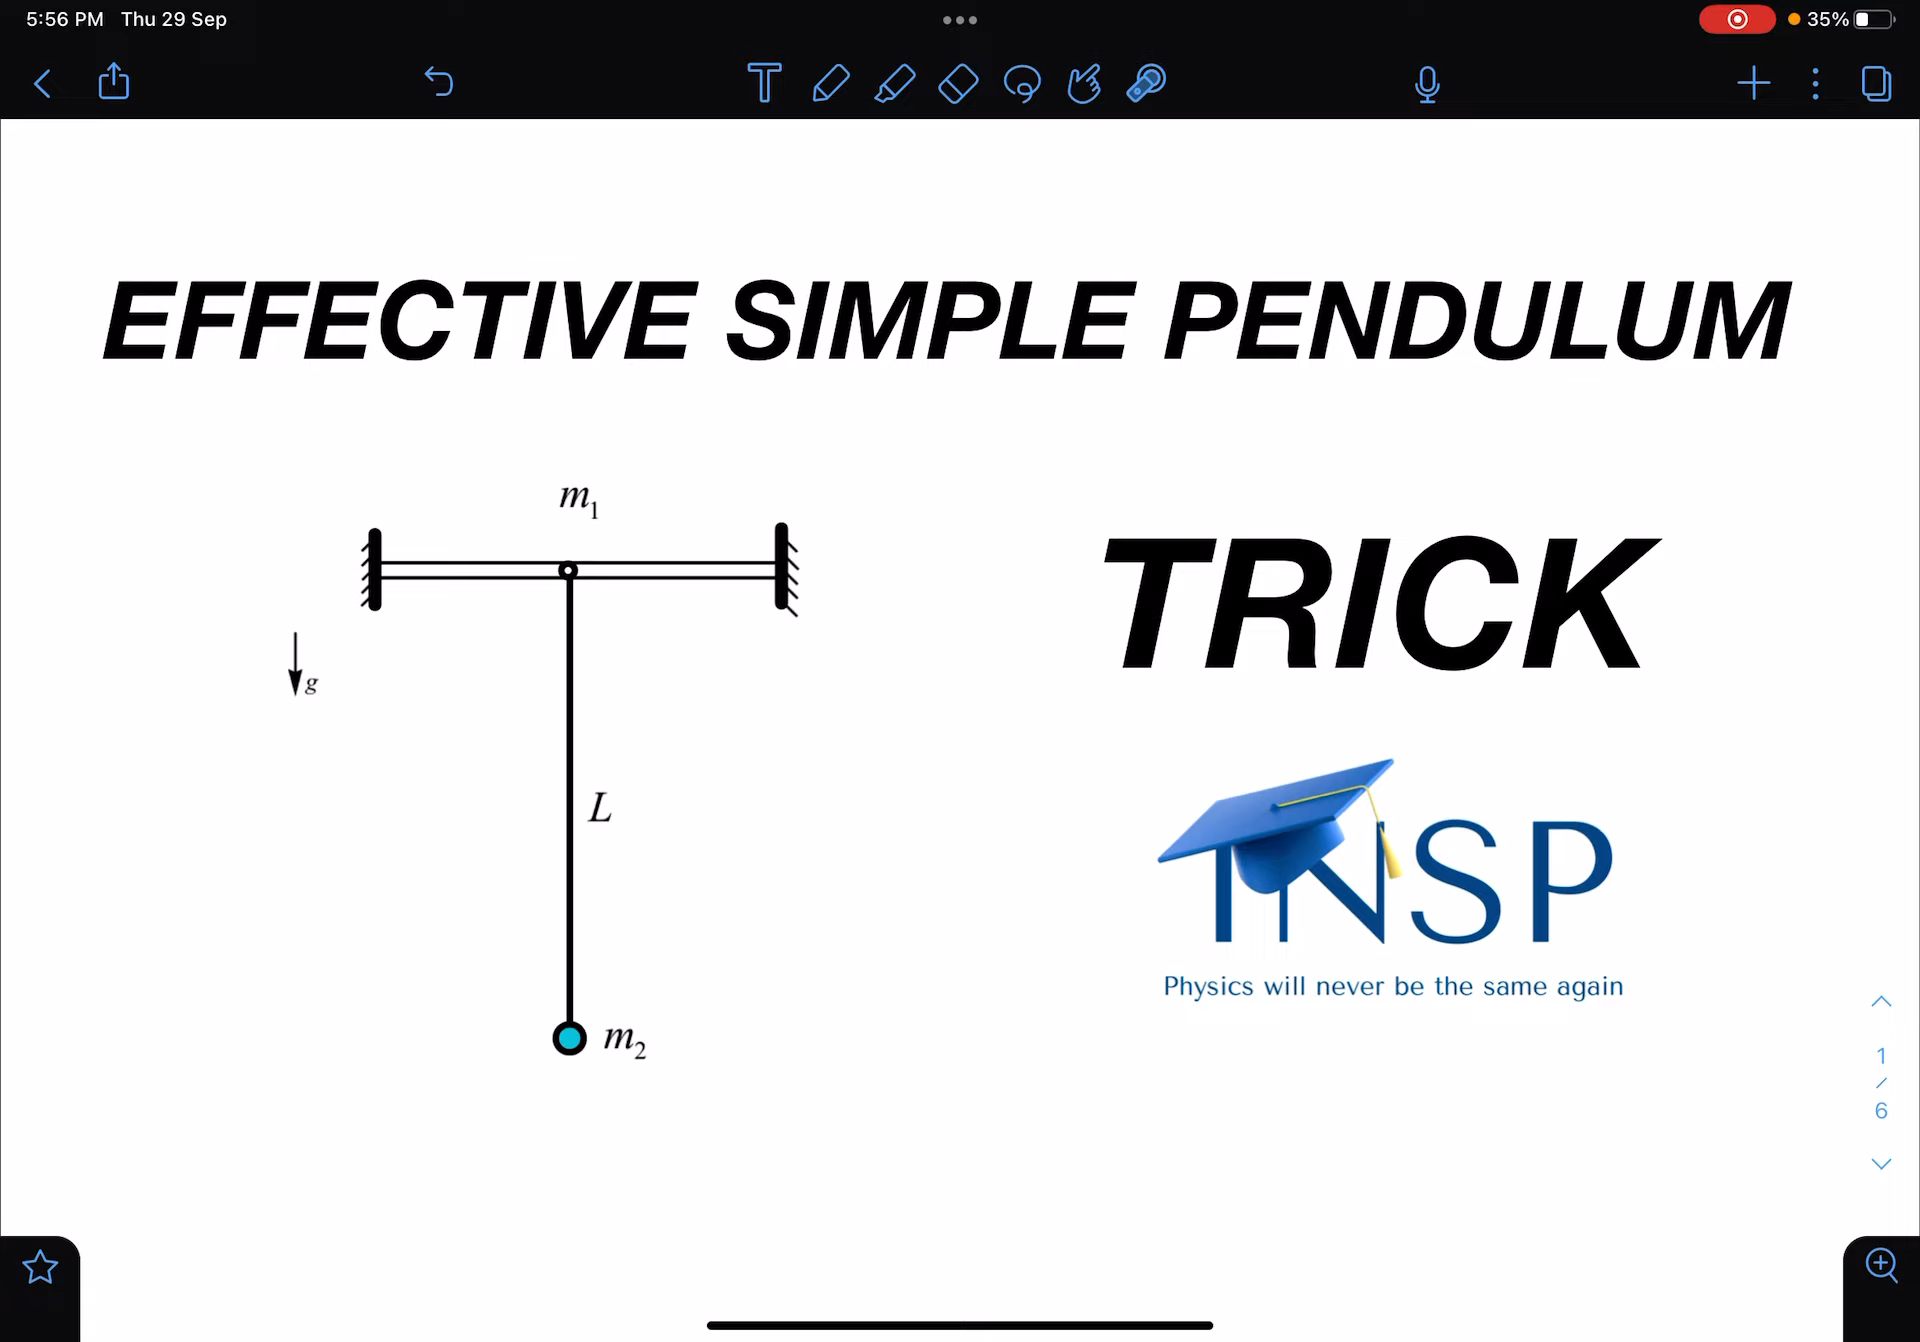 5:56 PM Thu 29 Sep
35%
EFFECTIVE SIMPLE PENDULUM
m₁
TRICK
g
L
INSP
Physics will never be the same again
m₂
1
/
6